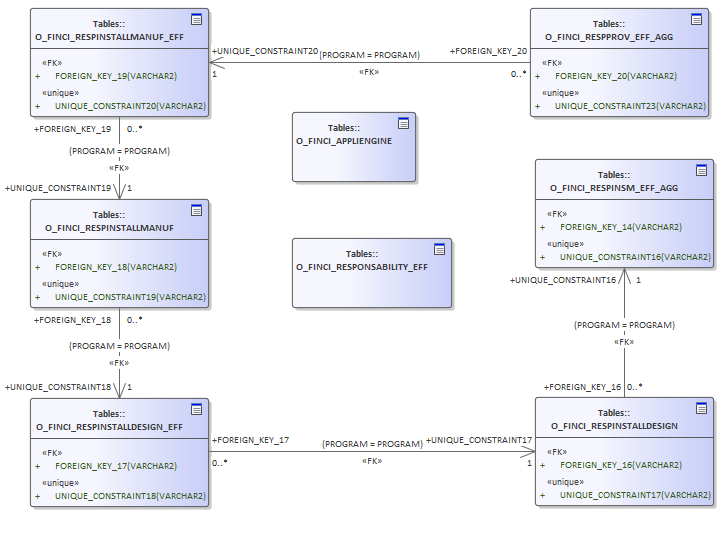 Tables::
O_FINCI_RESPINSTALLMANUF_EFF
«FK»
+ FOREIGN_KEY_19(VARCHAR2)
«unique»
+ UNIQUE_CONSTRAINT20(VARCHAR2)
+UNIQUE_CONSTRAINT20
(PROGRAM = PROGRAM)
+FOREIGN_KEY_20
1
«FK»
0..*
Tables::
O_FINCI_RESPPROV_EFF_AGG
«FK»
+ FOREIGN_KEY_20(VARCHAR2)
«unique»
+ UNIQUE_CONSTRAINT23(VARCHAR2)
+FOREIGN_KEY_19
0..*
(PROGRAM = PROGRAM)
«FK»
+UNIQUE_CONSTRAINT19
1
Tables::
O_FINCI_APPLIENGINE
Tables::
O_FINCI_RESPINSM_EFF_AGG
«FK»
+ FOREIGN_KEY_14(VARCHAR2)
«unique»
+ UNIQUE_CONSTRAINT16(VARCHAR2)
Tables::
O_FINCI_RESPINSTALLMANUF
«FK»
+ FOREIGN_KEY_18(VARCHAR2)
«unique»
+ UNIQUE_CONSTRAINT19(VARCHAR2)
Tables::
O_FINCI_RESPONSABILITY_EFF
+UNIQUE_CONSTRAINT16
1
(PROGRAM = PROGRAM)
«FK»
+FOREIGN_KEY_16
0..*
+FOREIGN_KEY_18
0..*
(PROGRAM = PROGRAM)
«FK»
+UNIQUE_CONSTRAINT18
1
Tables::
O_FINCI_RESPINSTALLDESIGN_EFF
«FK»
+ FOREIGN_KEY_17(VARCHAR2)
«unique»
+ UNIQUE_CONSTRAINT18(VARCHAR2)
+FOREIGN_KEY_17
(PROGRAM = PROGRAM)
+UNIQUE_CONSTRAINT17
0..*
«FK»
1
Tables::
O_FINCI_RESPINSTALLDESIGN
«FK»
+ FOREIGN_KEY_16(VARCHAR2)
«unique»
+ UNIQUE_CONSTRAINT17(VARCHAR2)